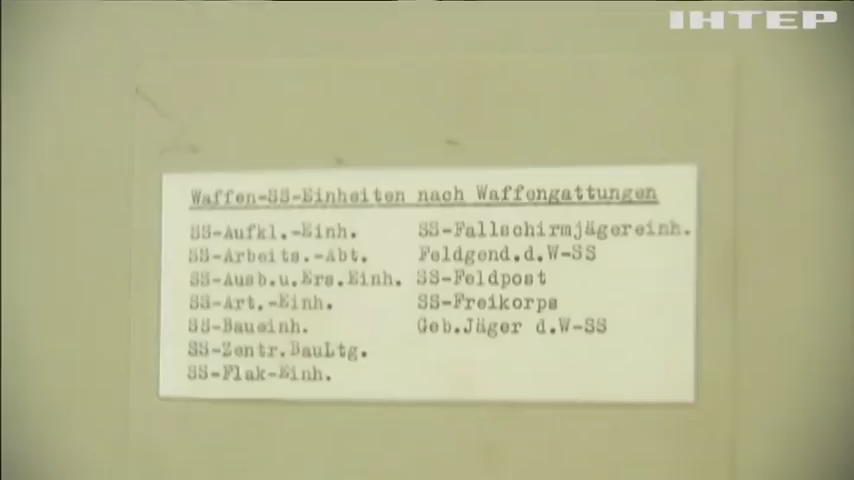 ІНТЕР
Waffen-SS-Einheiten nach Waffengattungen
SS-Aufkl.-Einh.
SS-Arbeits.-Abt.
SS-Ausb.u.Ers.Einh.
SS-Art.-Einh.
SS-Baueinh.
SS-Zentr.BauLtg.
SS-Flak-Einh.
SS-Fallschirmjägereinh.
Feldgend.d.W-SS
SS-Feldpost
SS-Freikorps
Geb.Jäger d.W-SS